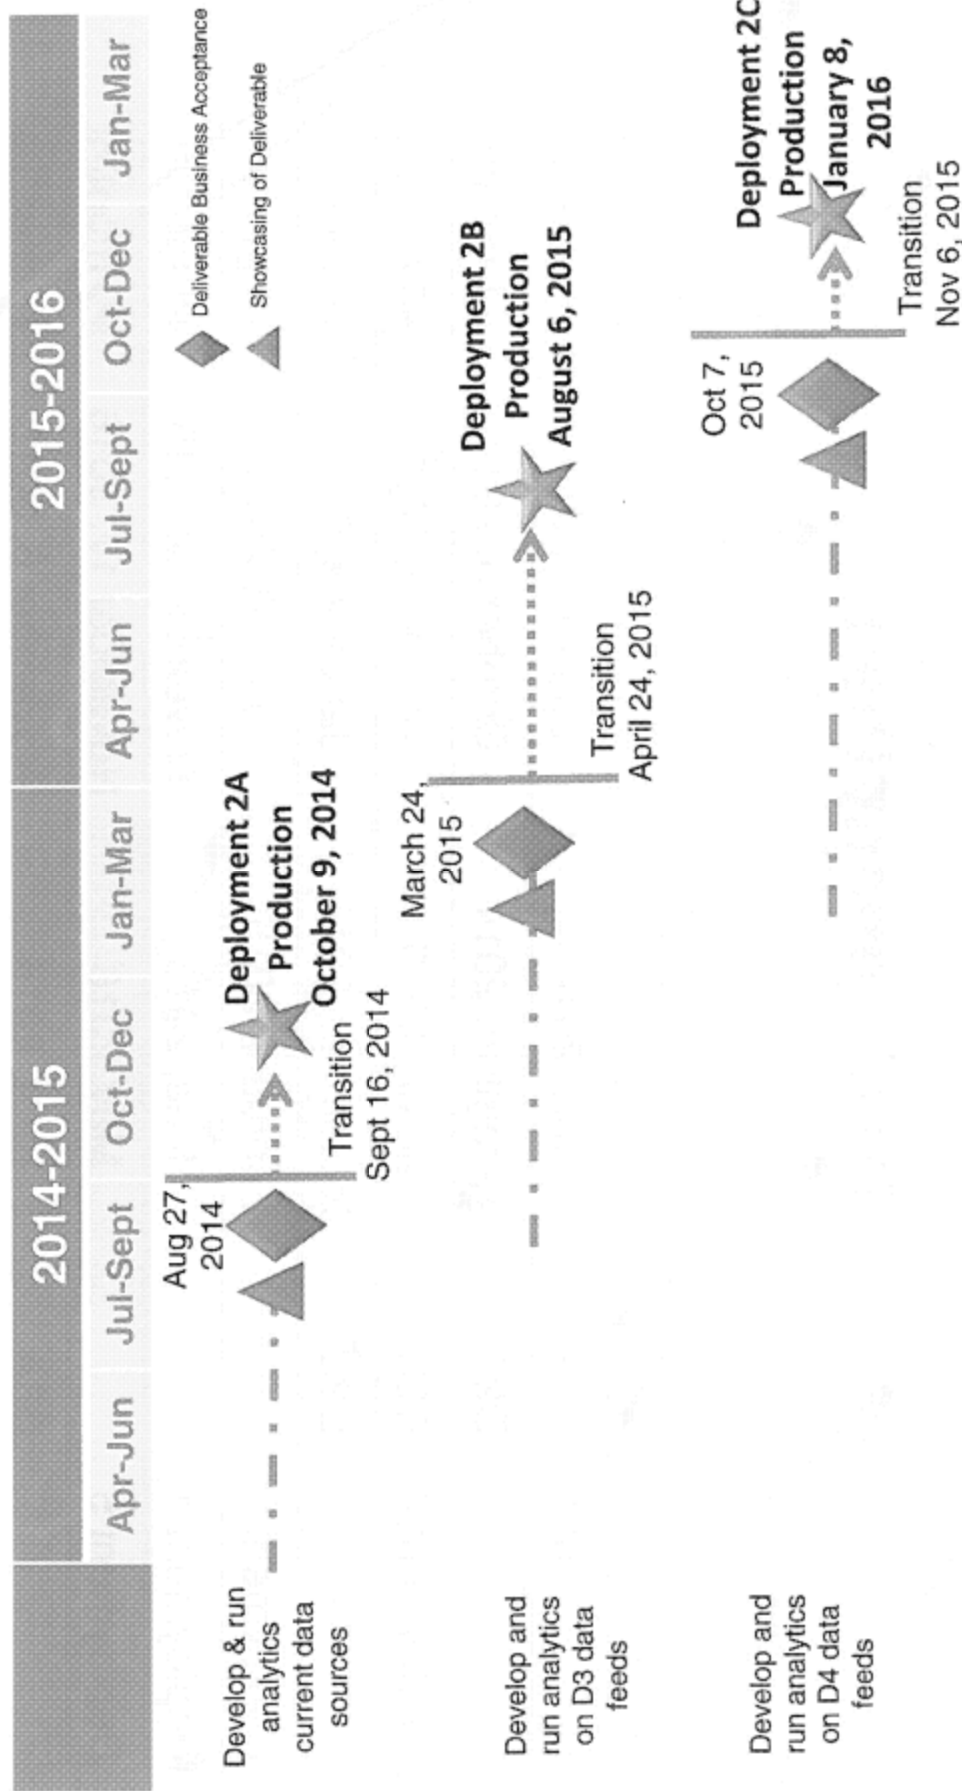 2014-2015
2015-2016
Apr-Jun
Jul-Sept
Oct-Dec
Jan-Mar
Apr-Jun
Jul-Sept
Oct-Dec
Jan-Mar
Deliverable Business Acceptance
Showcasing of Deliverable
Develop & run
analytics
current data
sources
Aug 27,
2014
Transition
Sept 16, 2014
Deployment 2A
Production
October 9, 2014
Develop and
run analytics
on D3 data
feeds
March 24,
2015
Transition
April 24, 2015
Deployment 2B
Production
August 6, 2015
Develop and
run analytics
on D4 data
feeds
Oct 7,
2015
Transition
Nov 6, 2015
Deployment 2C
Production
January 8,
2016